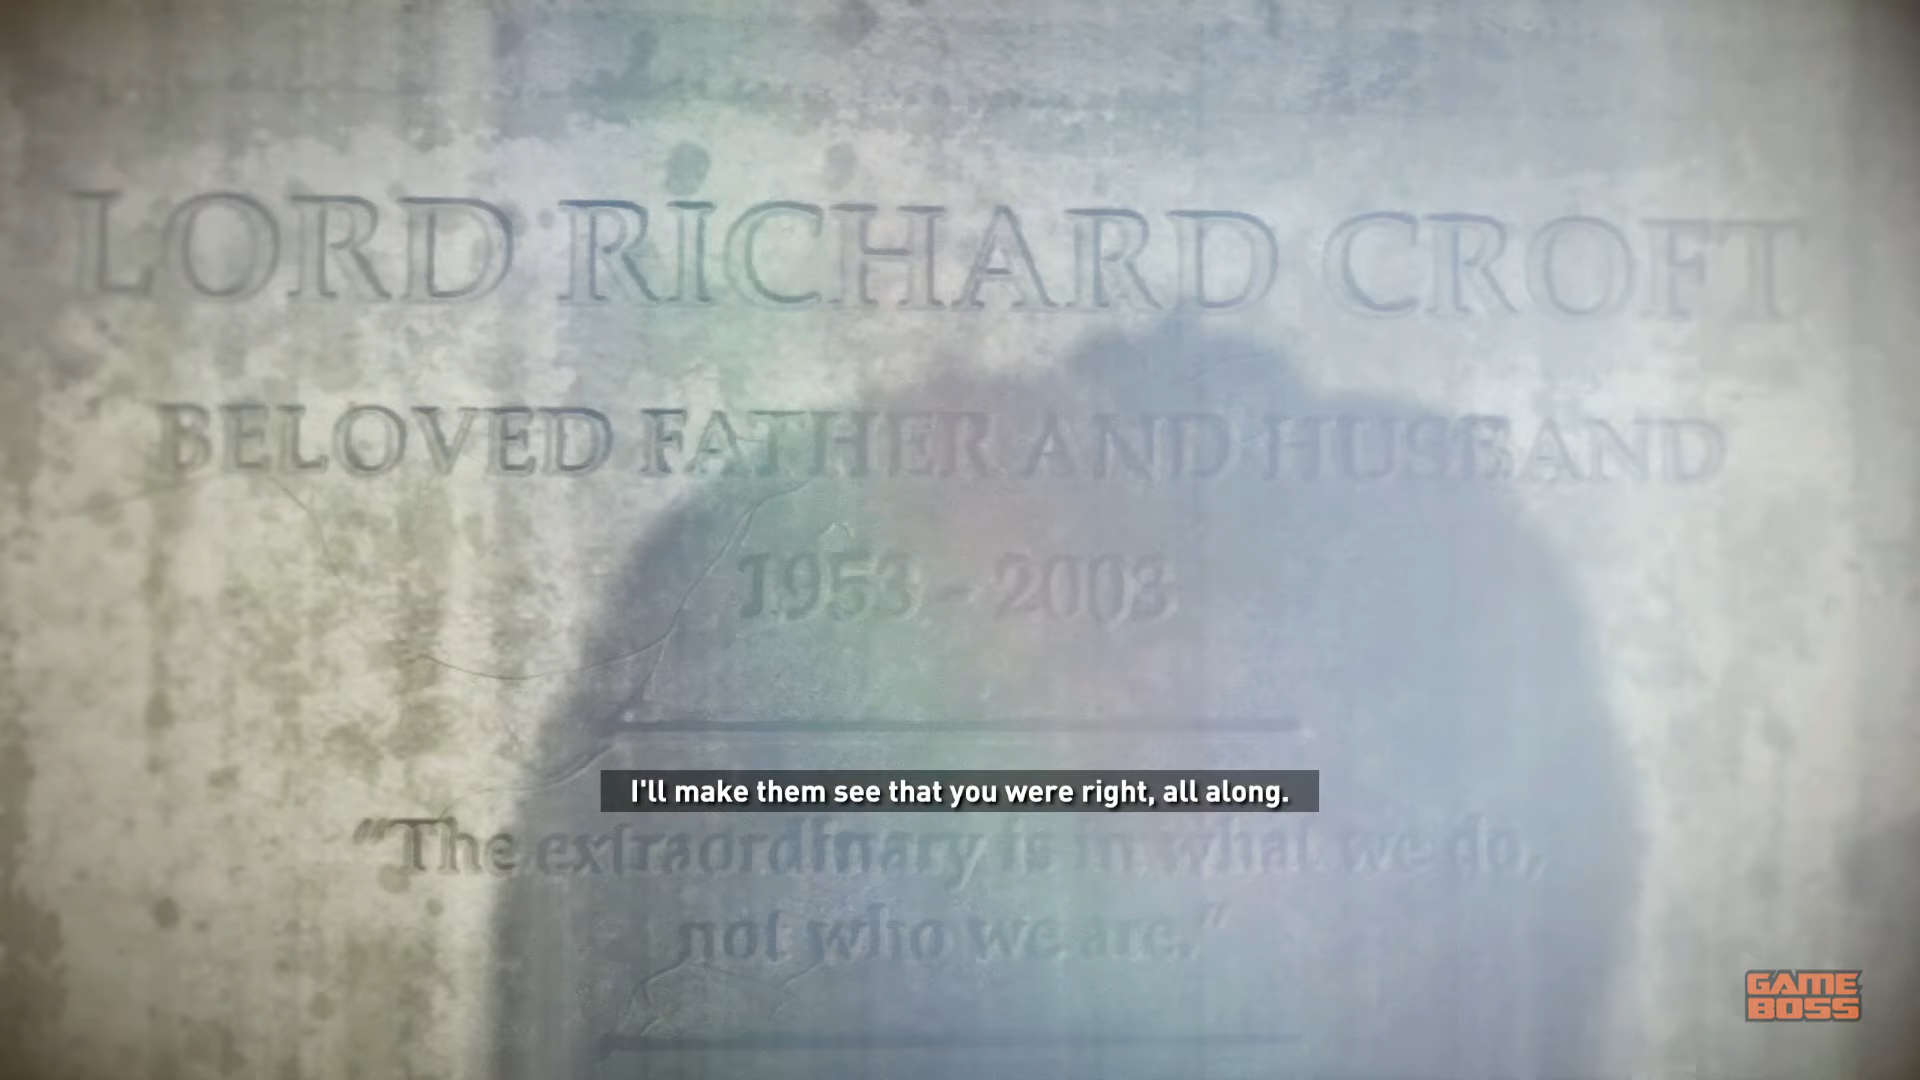 LORD RICHARD CROFT
BELOVED FATHER AND HUSBAND
1953 - 2003
I'll make them see that you were right, all along.
"The extraordinary is in what we do,
not who we are."
GAME
BOSS